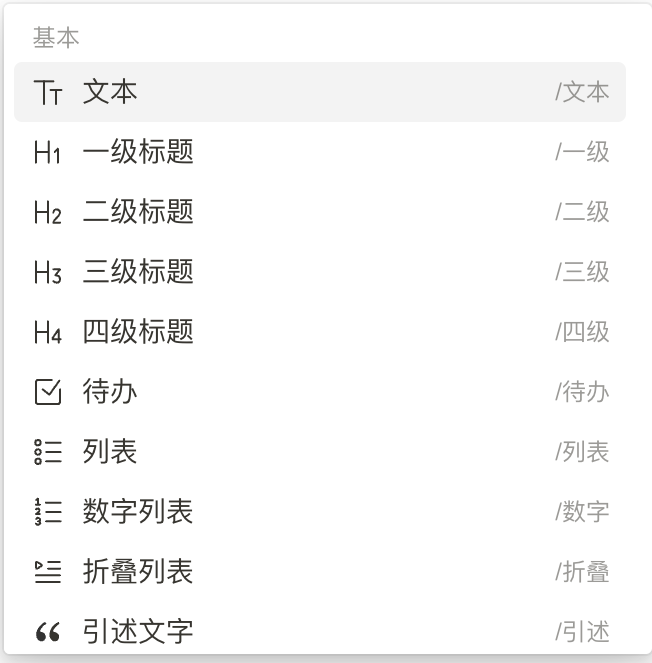 基本
文本 /文本
H1 一级标题 /一级
H2 二级标题 /二级
H3 三级标题 /三级
H4 四级标题 /四级
待办 /待办
列表 /列表
数字列表 /数字
折叠列表 /折叠
引述文字 /引述